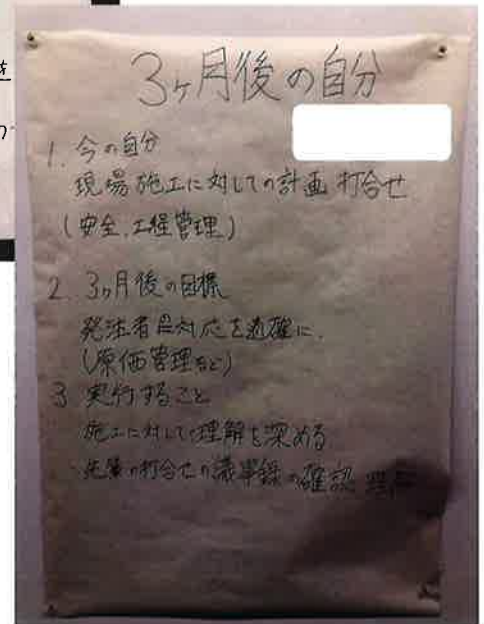 3ヶ月後の自分
1. 今の自分
現場施工に対しての計画 打合せ
(安全、工程管理)
2. 3ヶ月後の目標
発注者 対応を適確に.
(原価管理など)
3 実行すること
施工に対しての理解を深める
先輩の打合せの議事録の確認